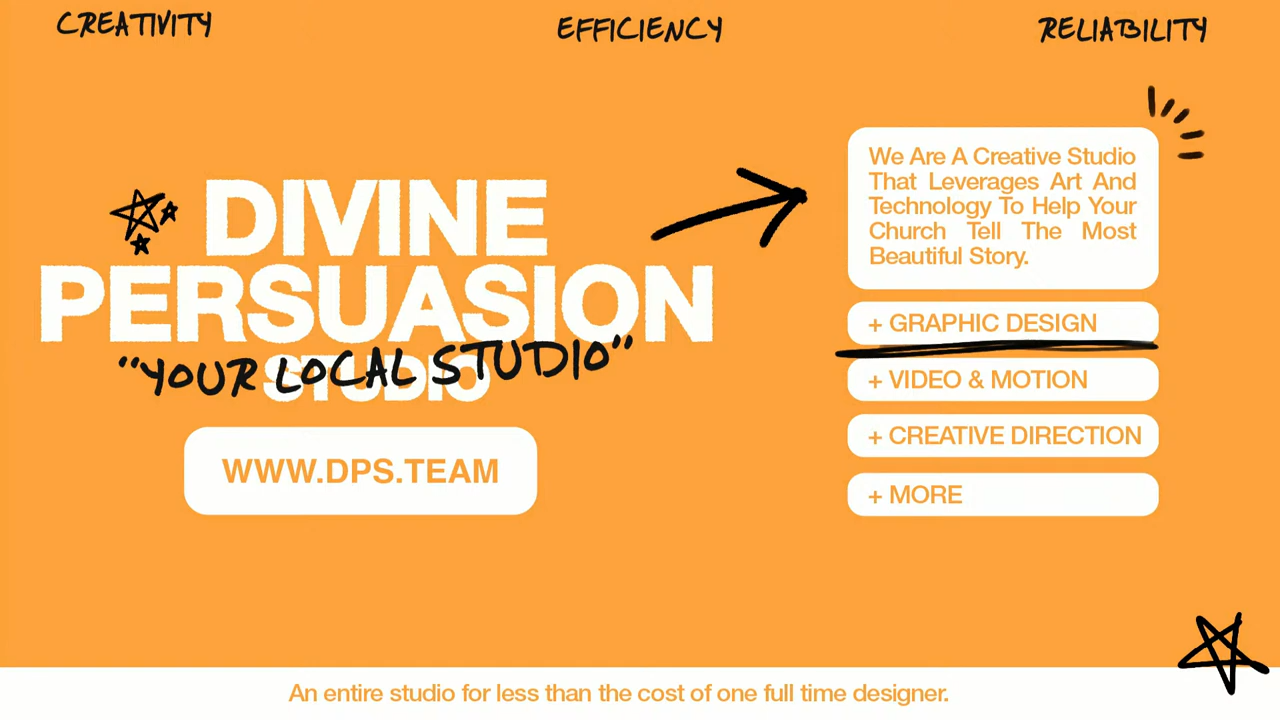 CREATIVITY
EFFICIENCY
RELIABILITY
DIVINE
PERSUASION
STUDIO
"YOUR LOCAL STUDIO"
WWW.DPS.TEAM
We Are A Creative Studio
That Leverages Art And
Technology To Help Your
Church Tell The Most
Beautiful Story.
+ GRAPHIC DESIGN
+ VIDEO & MOTION
+ CREATIVE DIRECTION
+ MORE
An entire studio for less than the cost of one full time designer.